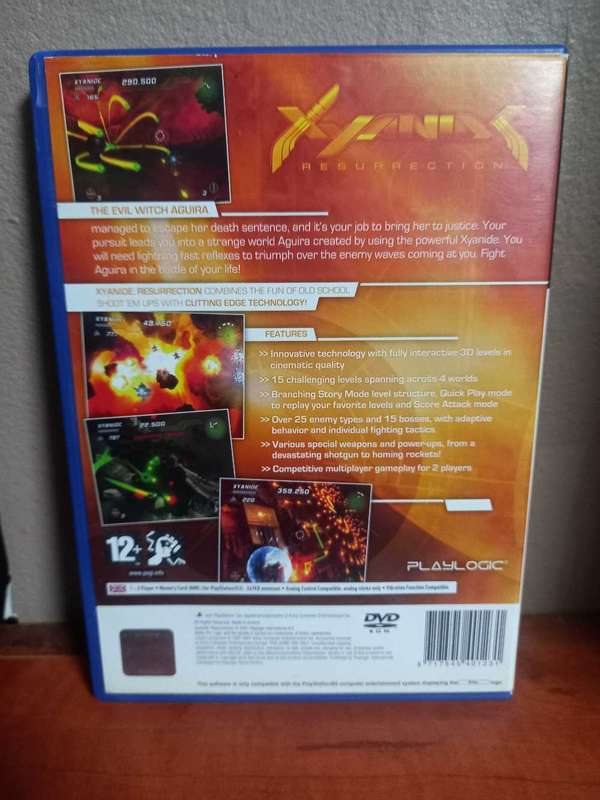 XYANIDE
290,500
165
XYANIDE
RESURRECTION
THE EVIL WITCH AGUIRA
managed to escape her death sentence, and it's your job to bring her to justice. Your
pursuit leads you into a strange world Aguira created by using the powerful Xyanide. You
will need lightning fast reflexes to triumph over the enemy waves coming at you. Fight
Aguira in the battle of your life!
XYANIDE: RESURRECTION COMBINES THE FUN OF OLD SCHOOL
SHOOT 'EM UPS WITH CUTTING EDGE TECHNOLOGY!
XYANIDE
49,450
FEATURES
>> Innovative technology with fully interactive 3D levels in
cinematic quality
>> 15 challenging levels spanning across 4 worlds
>> Branching Story Mode level structure, Quick Play mode
to replay your favorite levels and Score Attack mode
>> Over 25 enemy types and 15 bosses, with adaptive
behavior and individual fighting tactics
>> Various special weapons and power-ups, from a
devastating shotgun to homing rockets!
>> Competitive multiplayer gameplay for 2 players
XYANIDE
22,500
187
XYANIDE
359,250
220
12+
www.pegi.info
PLAYLOGIC
DVD
This software is only compatible with the PlayStation®2 computer entertainment system displaying the